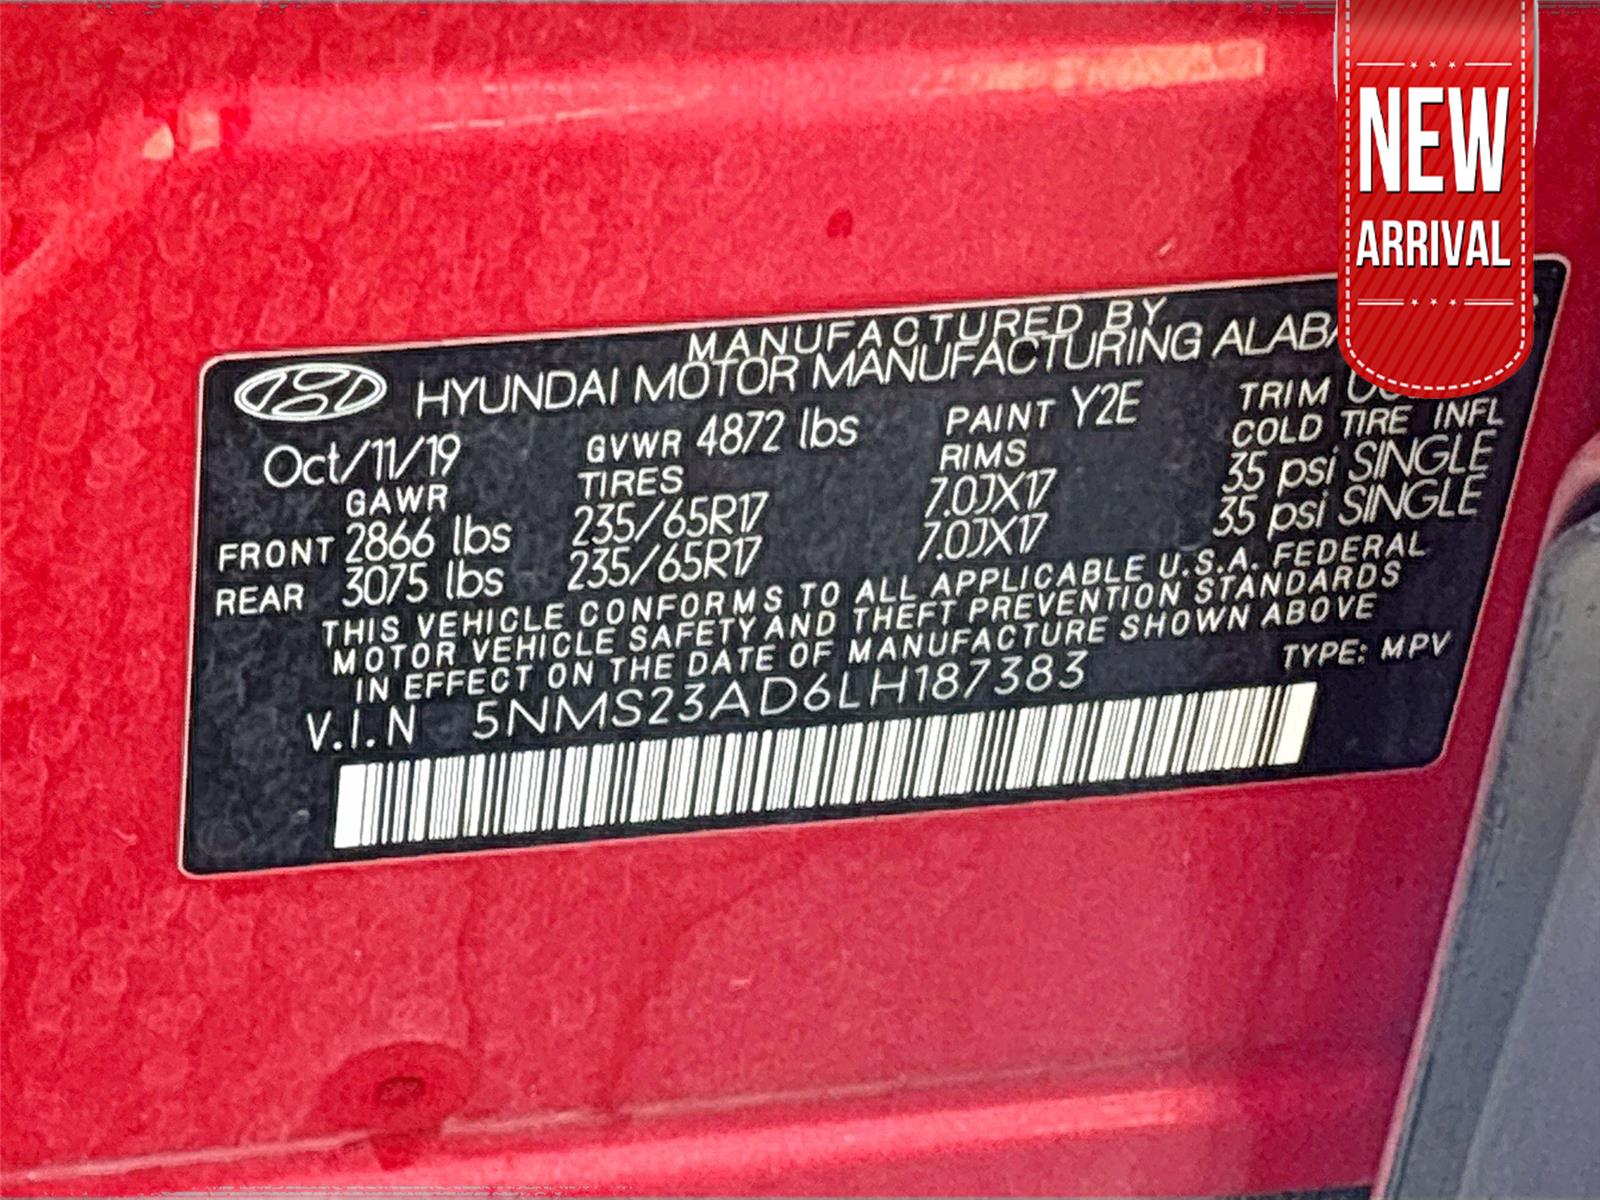 NEW
ARRIVAL
MANUFACTURED BY
HYUNDAI MOTOR MANUFACTURING
Oct/11/19 GVWR 4872 lbs PAINT Y2E TRIM
GAWR TIRES RIMS COLD TIRE INFL
FRONT 2866 lbs 235/65R17 7.0JX17 35 psi SINGLE
REAR 3075 lbs 235/65R17 7.0JX17 35 psi SINGLE
THIS VEHICLE CONFORMS TO ALL APPLICABLE U.S.A. FEDERAL
MOTOR VEHICLE SAFETY AND THEFT PREVENTION STANDARDS
IN EFFECT ON THE DATE OF MANUFACTURE SHOWN ABOVE
V.I.N 5NMS23AD6LH187383 TYPE: MPV